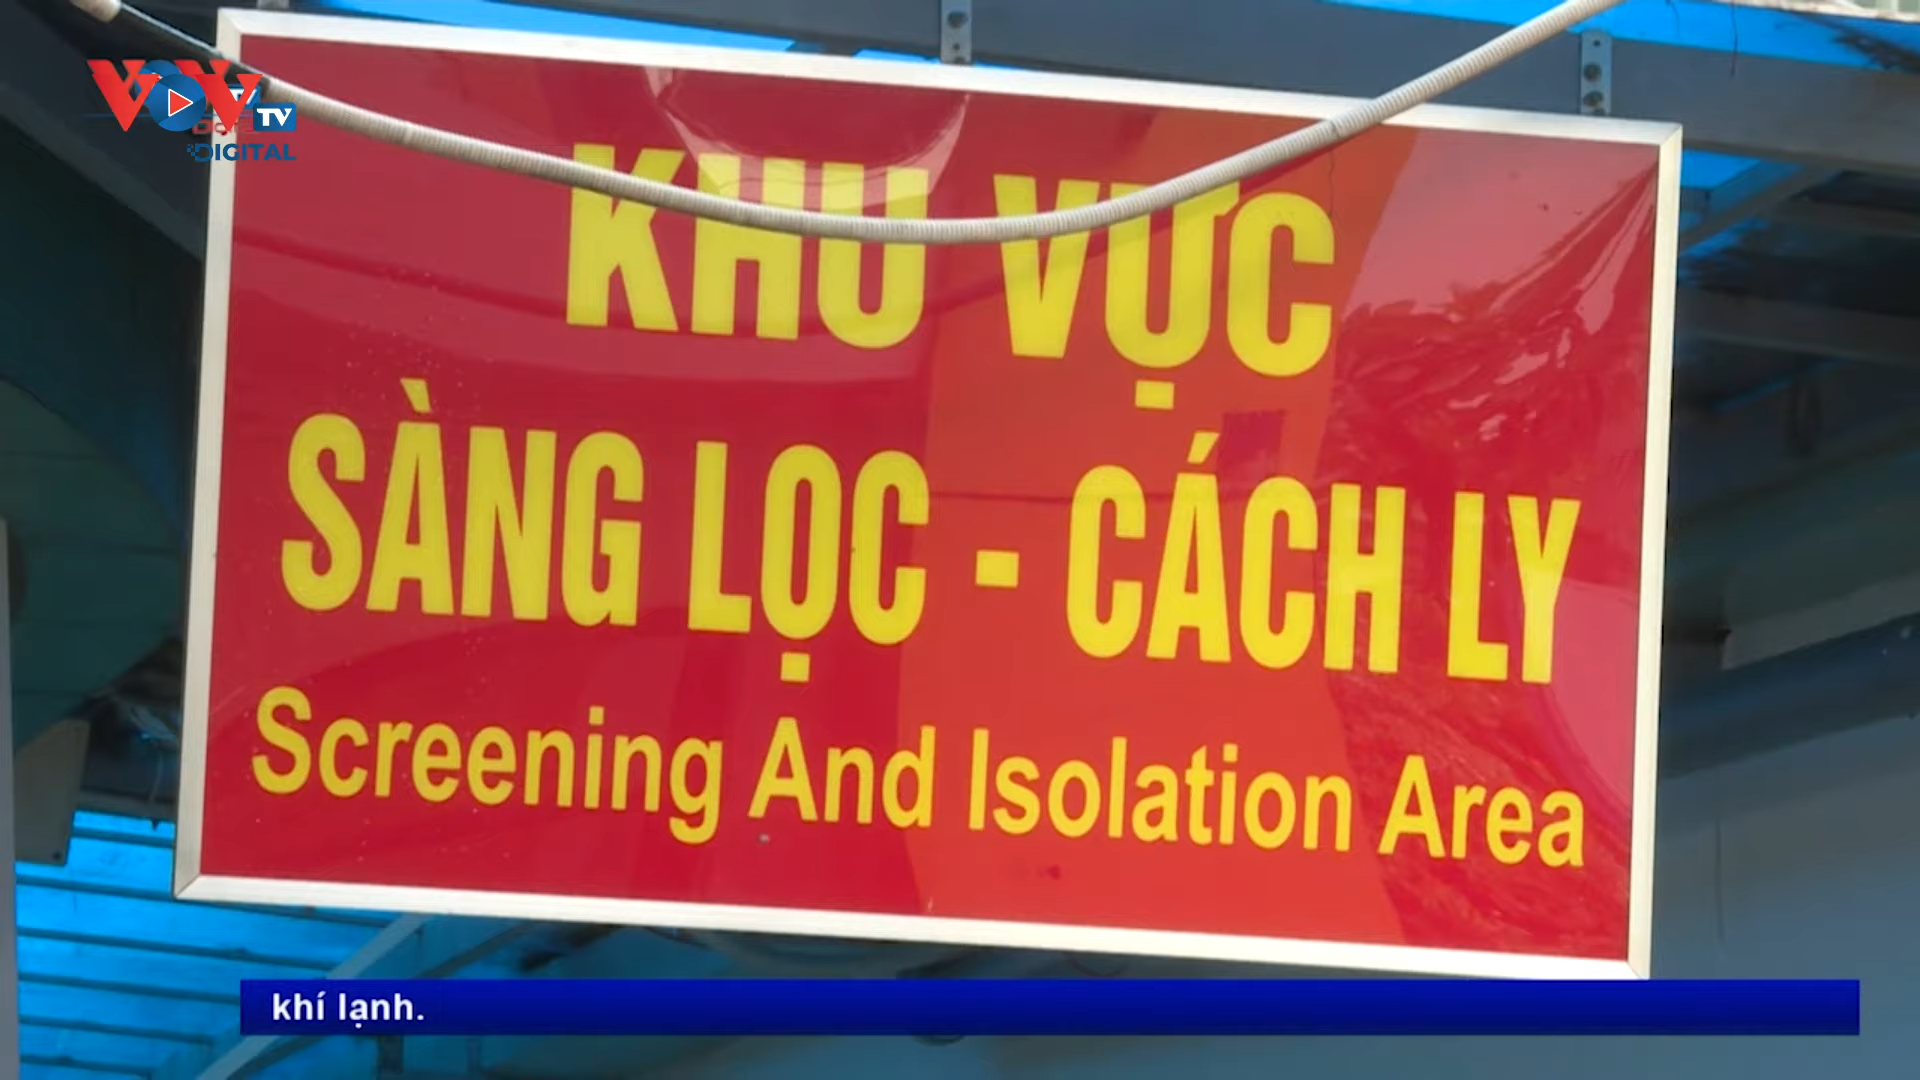 VOV TV
DIGITAL
KHU VỰC
SÀNG LỌC - CÁCH LY
Screening And Isolation Area
khí lạnh.